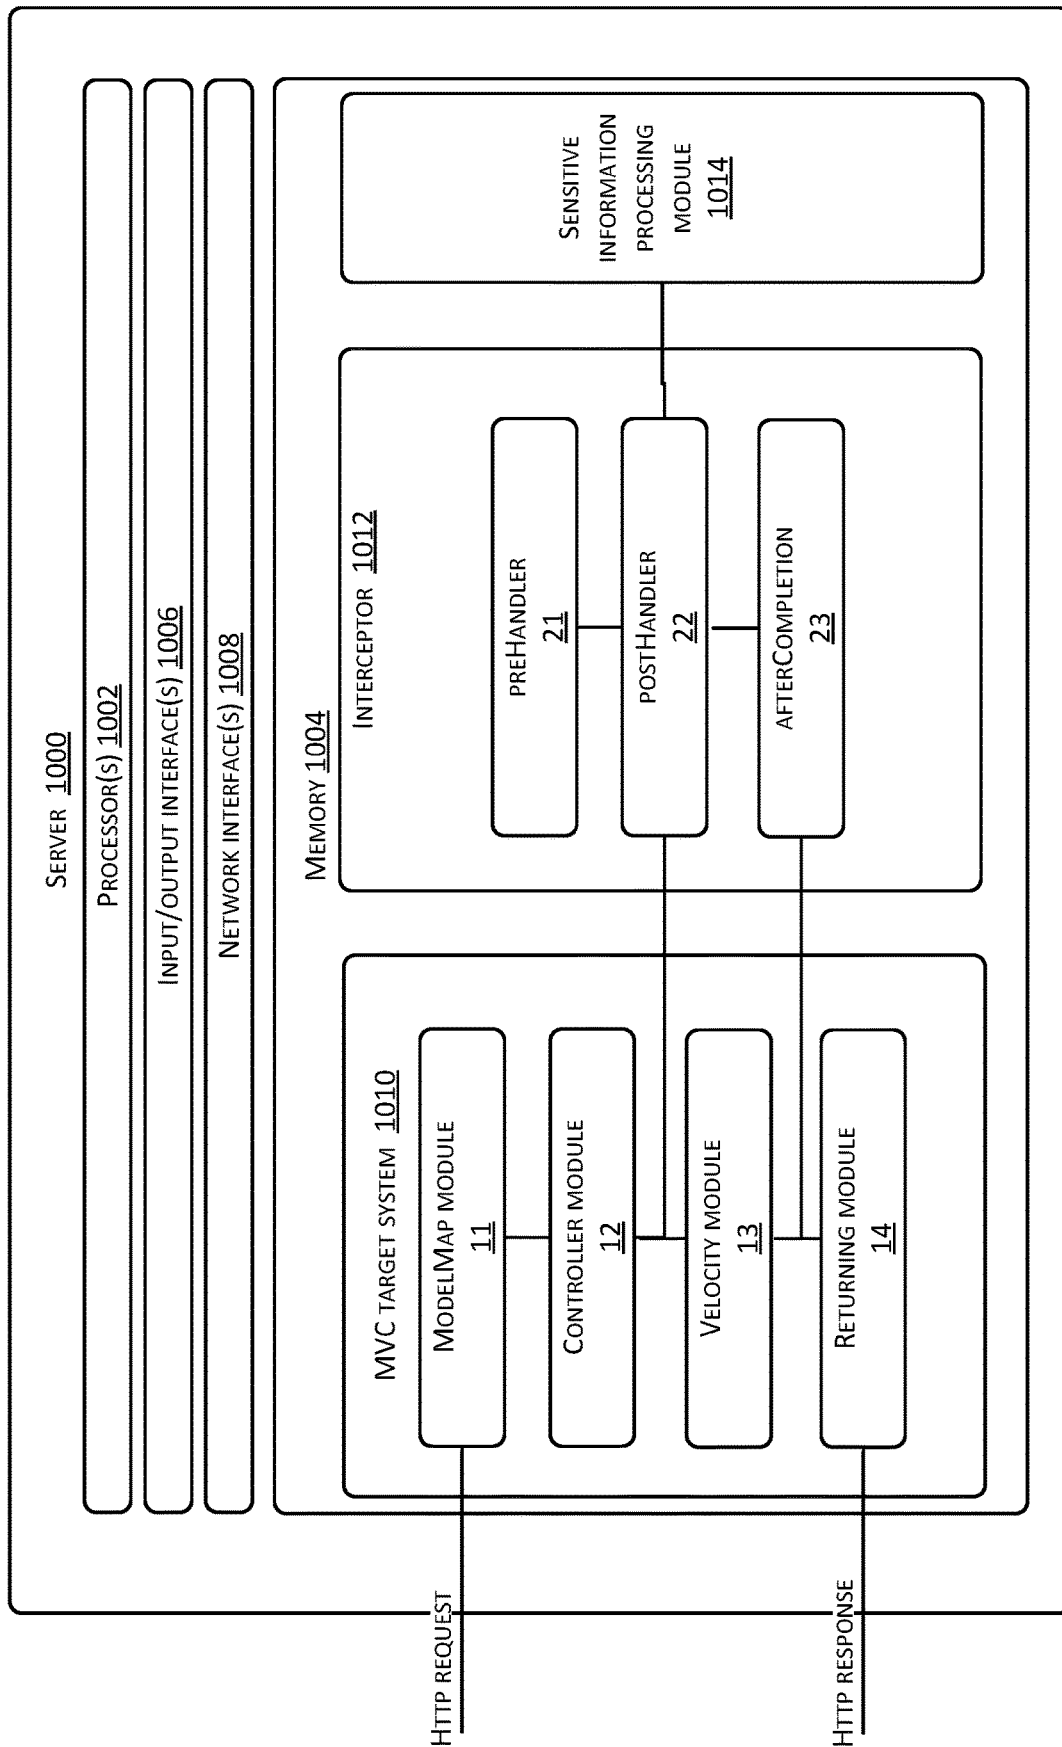 SERVER 1000
PROCESSOR(S) 1002
INPUT/OUTPUT INTERFACE(S) 1006
NETWORK INTERFACE(S) 1008
MEMORY 1004
MVC TARGET SYSTEM 1010
MODELMAP MODULE
11
CONTROLLER MODULE
12
VELOCITY MODULE
13
RETURNING MODULE
14
INTERCEPTOR 1012
PREHANDLER
21
POSTHANDLER
22
AFTERCOMPLETION
23
SENSITIVE
INFORMATION
PROCESSING
MODULE
1014
HTTP REQUEST
HTTP RESPONSE